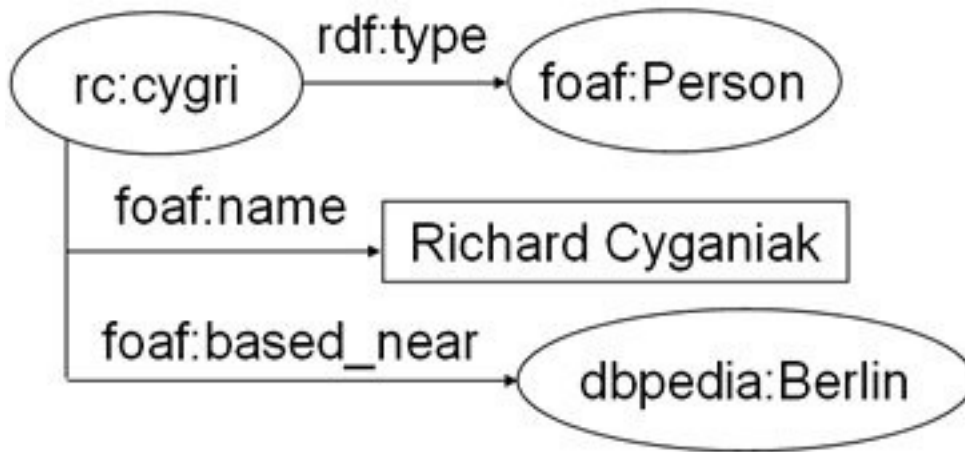 rdf:type
rc:cygri
foaf:Person
foaf:name
Richard Cyganiak
foaf:based_near
dbpedia:Berlin